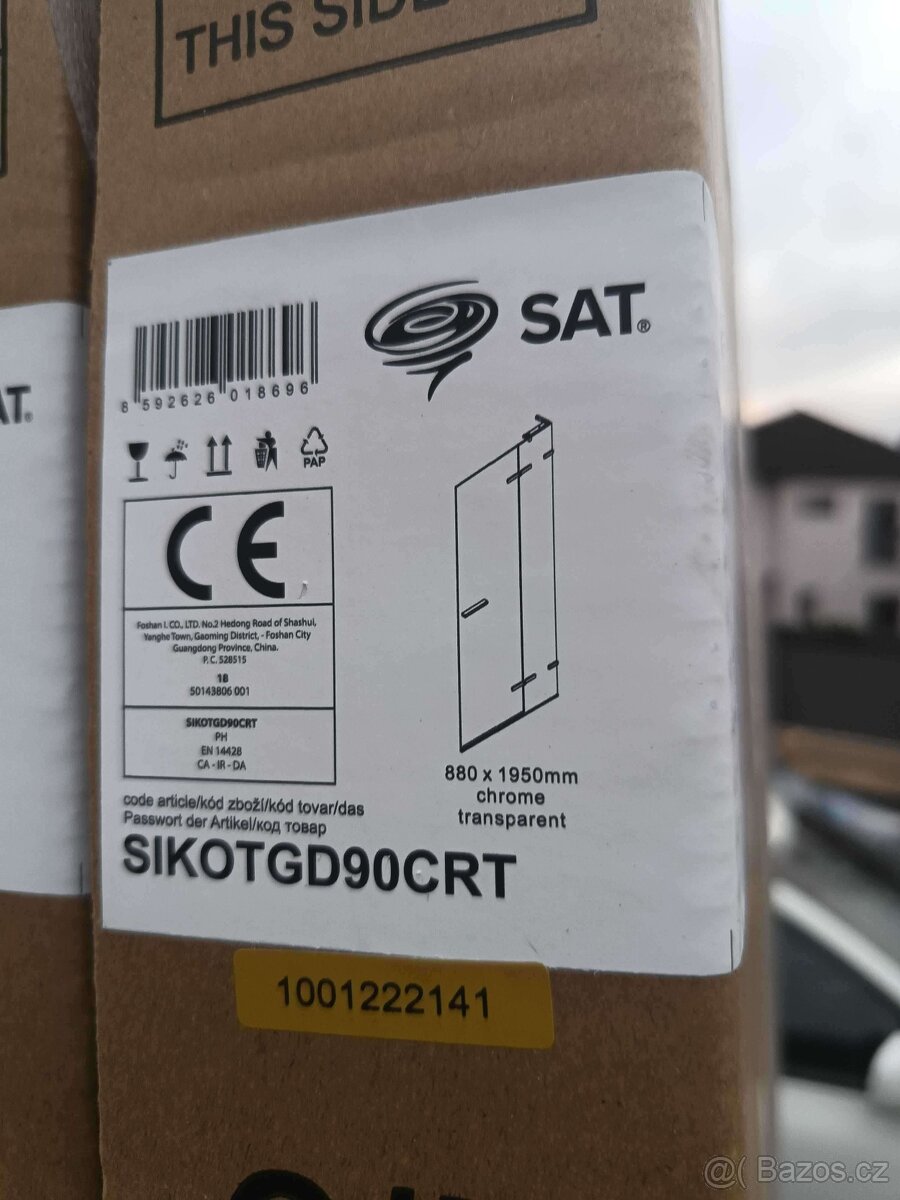 THIS SIDE
AT®
SAT®
8 592626 018696
PAP
CE
Foshan I. CO., LTD. No.2 Hedong Road of Shashui,
Yanghe Town, Gaoming District, - Foshan City
Guangdong Province, China.
P.C. 528515
18
50143806 001
SIKOTGD90CRT
PH
EN 14428
CA - IR - DA
880 x 1950mm
chrome
transparent
code article/kód zboží/kód tovar/das
Passwort der Artikel/код товар
SIKOTGD90CRT
1001222141
@( Bazos.cz